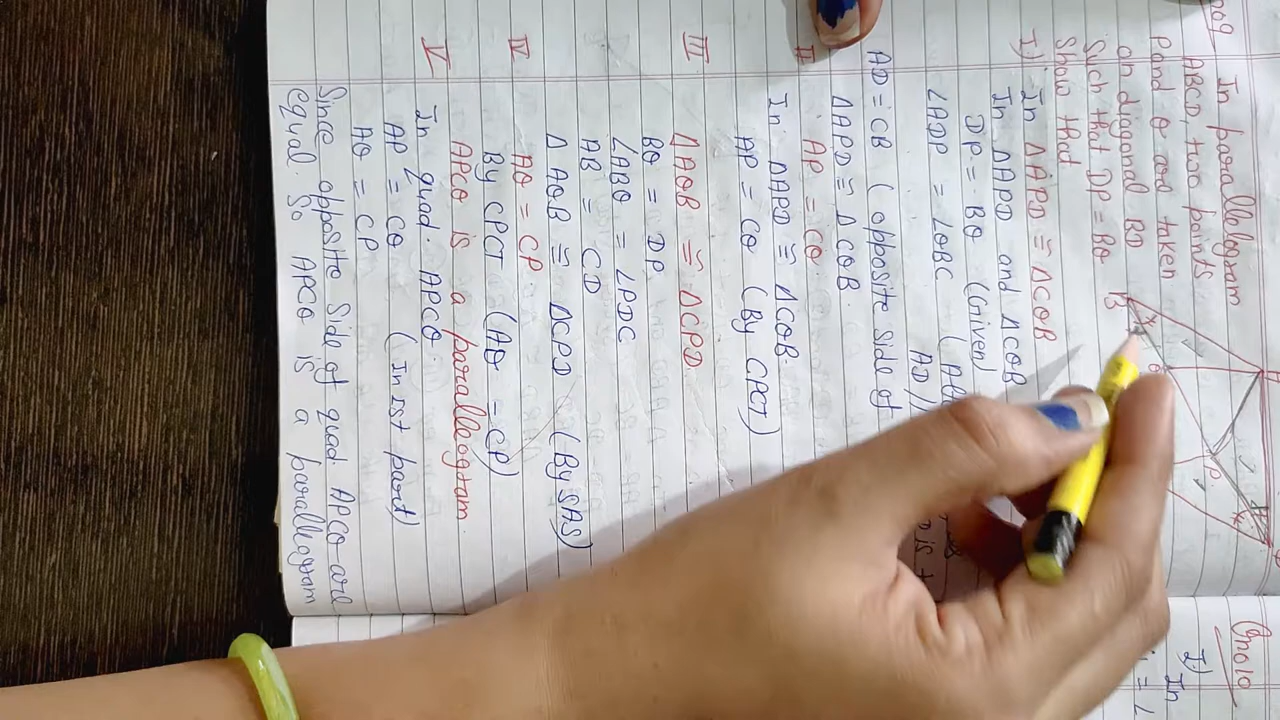 In parallelogram
ABCD, two points
P and Q are taken
on diagonal BD
Such that DP = BQ
Show that
I) In ΔAPD ≅ ΔCQB
In ΔAPD and ΔCQB
DP = BQ (Given)
∠ADP = ∠QBC
AD = CB (opposite side of
ΔAPD ≅ ΔCQB
II AP = CQ
In ΔAPD ≅ ΔCQB
AP = CQ (By CPCT)
III ΔAQB ≅ ΔCPD
BQ = DP
∠ABQ = ∠PDC
AB = CD
ΔAQB ≅ ΔCPD (By SAS)
IV AQ = CP
By CPCT (AQ = CP)
V APCQ is a parallelogram
In quad. APCQ
AP = CQ (In Ist part)
AQ = CP
Since opposite Side of quad. APCQ are
equal. So APCQ is a parallelogram
B
P
I)
In